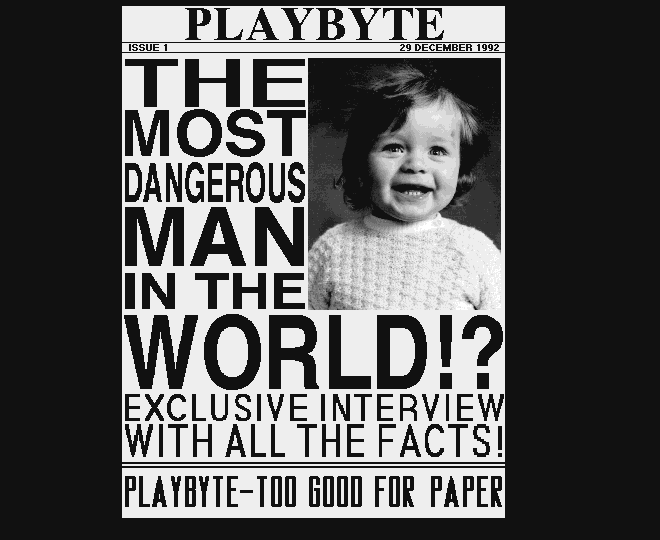 PLAYBYTE
ISSUE 1 29 DECEMBER 1992
THE
MOST
DANGEROUS
MAN
IN THE
WORLD!?
EXCLUSIVE INTERVIEW
WITH ALL THE FACTS!
PLAYBYTE-TOO GOOD FOR PAPER